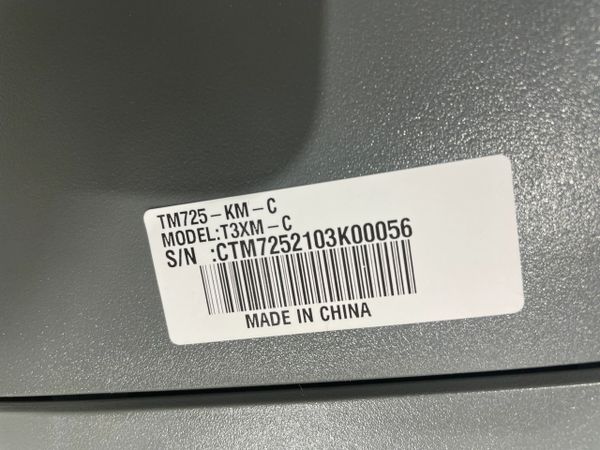 TM725-KM-C
MODEL:T3XM-C
S/N :CTM7252103K00056
MADE IN CHINA